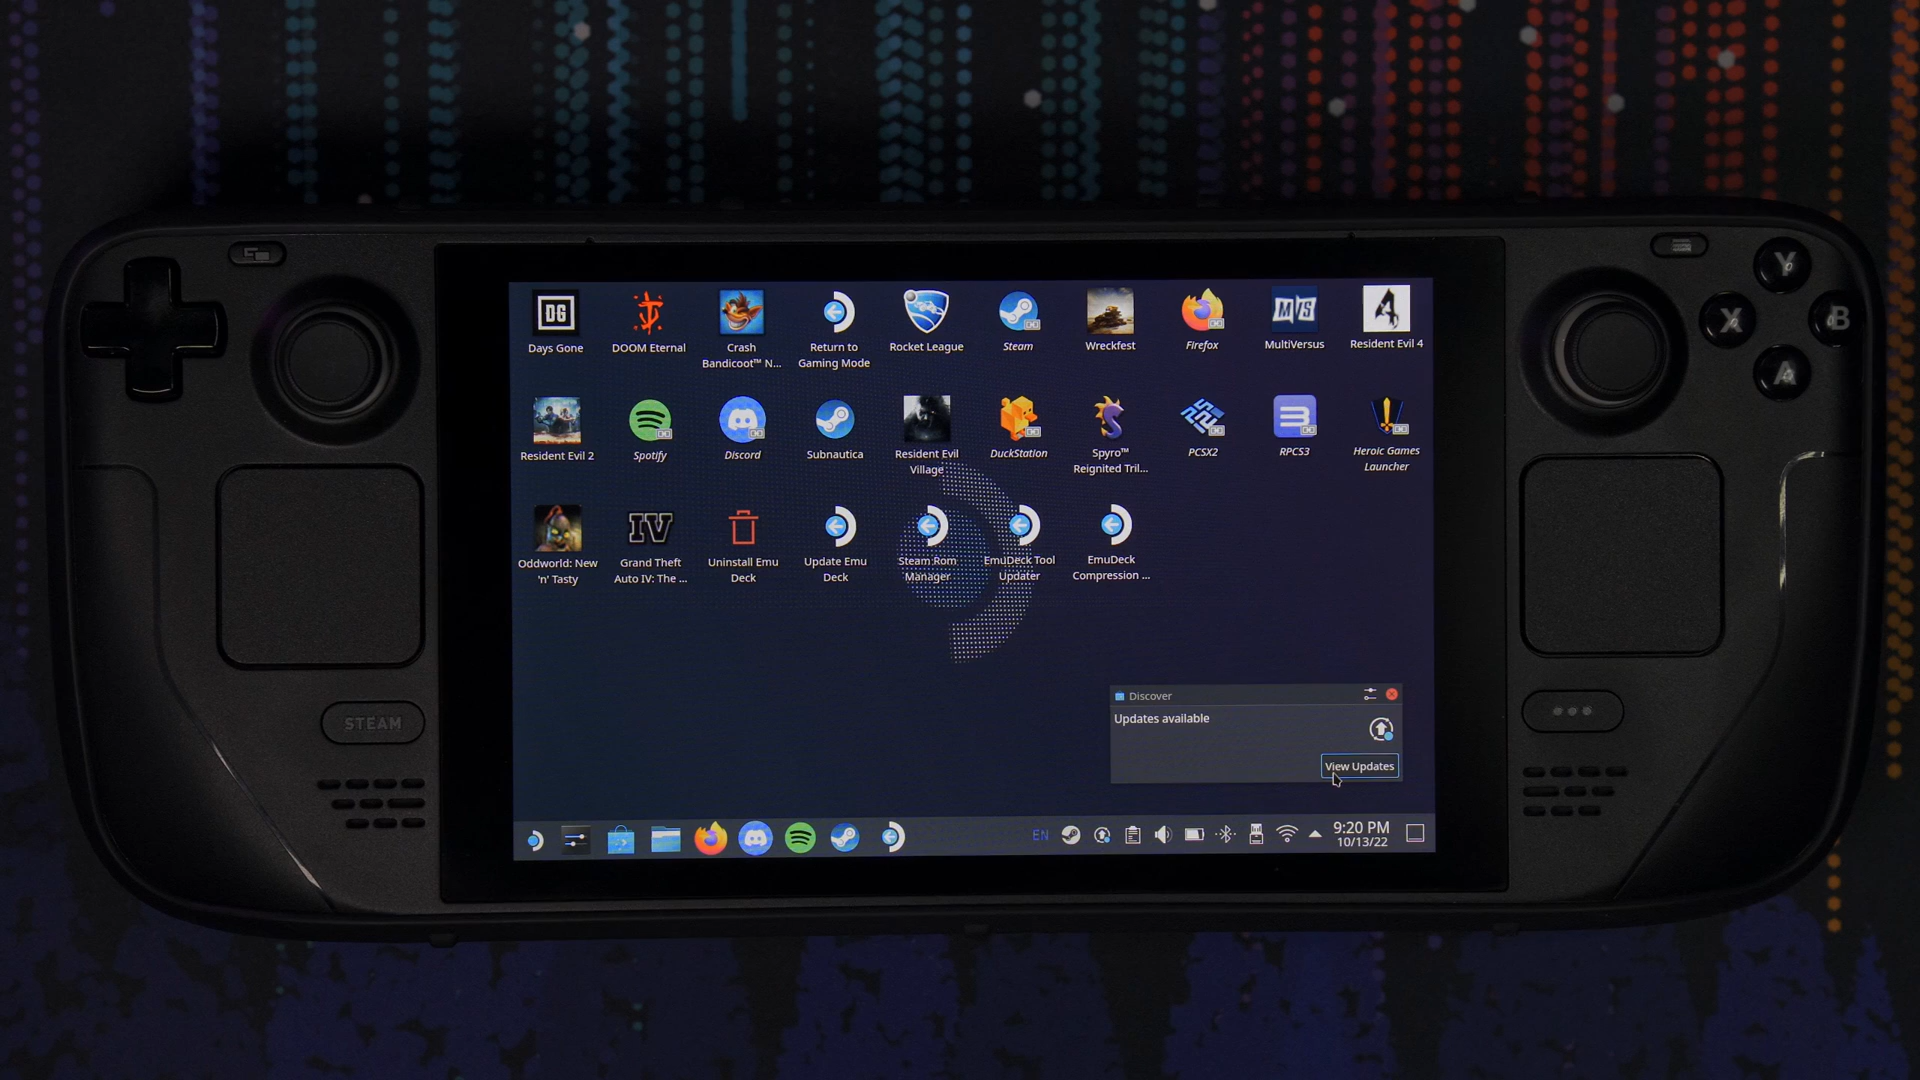 Y
X
B
A
STEAM
DG
Days Gone
DOOM Eternal
Crash
Bandicoot™ N...
Return to
Gaming Mode
Rocket League
Steam
Wreckfest
Firefox
MVS
MultiVersus
4
Resident Evil 4
Resident Evil 2
Spotify
Discord
Subnautica
Resident Evil
Village
DuckStation
Spyro™
Reignited Tril...
PCSX2
RPCS3
Heroic Games
Launcher
Oddworld: New
'n' Tasty
IV
Grand Theft
Auto IV: The ...
Uninstall Emu
Deck
Update Emu
Deck
Steam Rom
Manager
EmuDeck Tool
Updater
EmuDeck
Compression ...
Discover
Updates available
View Updates
EN
9:20 PM
10/13/22